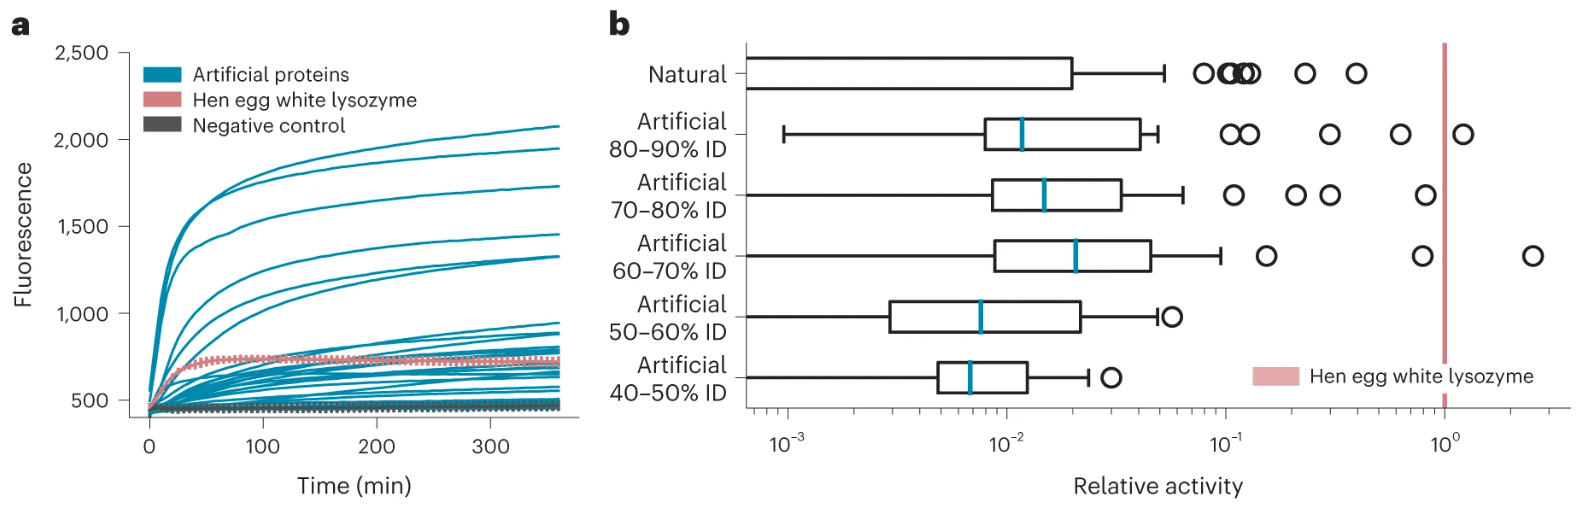 a
2,500
2,000
1,500
1,000
500
Fluorescence
Artificial proteins
Hen egg white lysozyme
Negative control
0
100
200
300
Time (min)
b
Natural
Artificial
80–90% ID
Artificial
70–80% ID
Artificial
60–70% ID
Artificial
50–60% ID
Artificial
40–50% ID
Hen egg white lysozyme
10⁻³
10⁻²
10⁻¹
10⁰
Relative activity